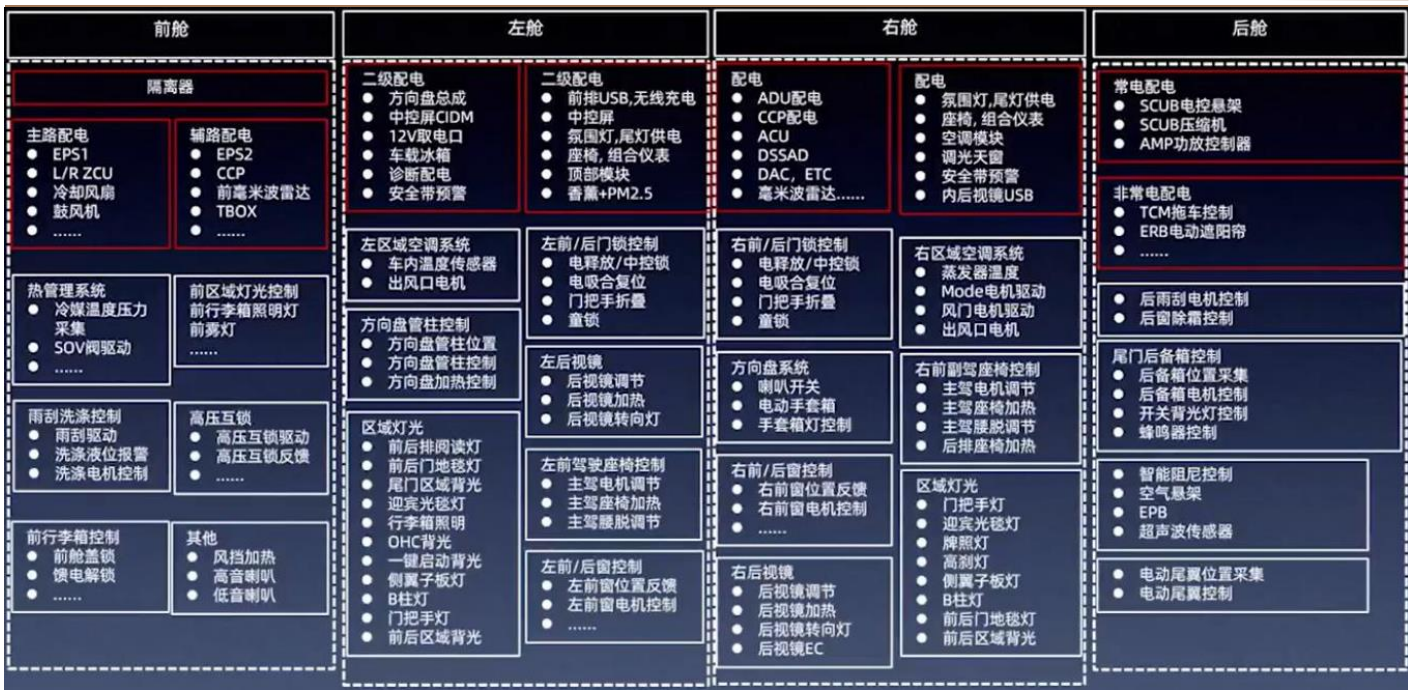 前舱
隔离器
主路配电
● EPS1
● L/R ZCU
● 冷却风扇
● 鼓风机
● ......
辅路配电
● EPS2
● CCP
● 前毫米波雷达
● TBOX
● ......
热管理系统
● 冷媒温度压力
采集
● SOV阀驱动
● ......
前区域灯光控制
前行李箱照明灯
前雾灯
......
雨刮洗涤控制
● 雨刮驱动
● 洗涤液位报警
● 洗涤电机控制
高压互锁
● 高压互锁驱动
● 高压互锁反馈
● ......
前行李箱控制
● 前舱盖锁
● 馈电解锁
● ......
其他
● 风挡加热
● 高音喇叭
● 低音喇叭
左舱
二级配电
● 方向盘总成
● 中控屏CIDM
● 12V取电口
● 车载冰箱
● 诊断配电
● 安全带预警
二级配电
● 前排USB,无线充电
● 中控屏
● 氛围灯,尾灯供电
● 座椅, 组合仪表
● 顶部模块
● 香薰+PM2.5
左区域空调系统
● 车内温度传感器
● 出风口电机
方向盘管柱控制
● 方向盘管柱位置
● 方向盘管柱控制
● 方向盘加热控制
区域灯光
● 前后排阅读灯
● 前后门地毯灯
● 尾门区域背光
● 迎宾光毯灯
● 行李箱照明
● OHC背光
● 一键启动背光
● 侧翼子板灯
● B柱灯
● 门把手灯
● 前后区域背光
左前/后门锁控制
● 电释放/中控锁
● 电吸合复位
● 门把手折叠
● 童锁
左后视镜
● 后视镜调节
● 后视镜加热
● 后视镜转向灯
左前驾驶座椅控制
● 主驾电机调节
● 主驾座椅加热
● 主驾腰脱调节
左前/后窗控制
● 左前窗位置反馈
● 左前窗电机控制
● ......
右舱
配电
● ADU配电
● CCP配电
● ACU
● DSSAD
● DAC，ETC
● 毫米波雷达......
配电
● 氛围灯,尾灯供电
● 座椅, 组合仪表
● 空调模块
● 调光天窗
● 安全带预警
● 内后视镜USB
右前/后门锁控制
● 电释放/中控锁
● 电吸合复位
● 门把手折叠
● 童锁
方向盘系统
● 喇叭开关
● 电动手套箱
● 手套箱灯控制
右前/后窗控制
● 右前窗位置反馈
● 右前窗电机控制
● ......
右后视镜
● 后视镜调节
● 后视镜加热
● 后视镜转向灯
● 后视镜EC
右区域空调系统
● 蒸发器温度
● Mode电机驱动
● 风门电机驱动
● 出风口电机
右前副驾座椅控制
● 主驾电机调节
● 主驾座椅加热
● 主驾腰脱调节
● 后排座椅加热
区域灯光
● 门把手灯
● 迎宾光毯灯
● 牌照灯
● 高刹灯
● 侧翼子板灯
● B柱灯
● 前后门地毯灯
● 前后区域背光
后舱
常电配电
● SCUB电控悬架
● SCUB压缩机
● AMP功放控制器
非常电配电
● TCM拖车控制
● ERB电动遮阳帘
● ......
● 后雨刮电机控制
● 后窗除霜控制
尾门后备箱控制
● 后备箱位置采集
● 后备箱电机控制
● 开关背光灯控制
● 蜂鸣器控制
● 智能阻尼控制
● 空气悬架
● EPB
● 超声波传感器
● 电动尾翼位置采集
● 电动尾翼控制